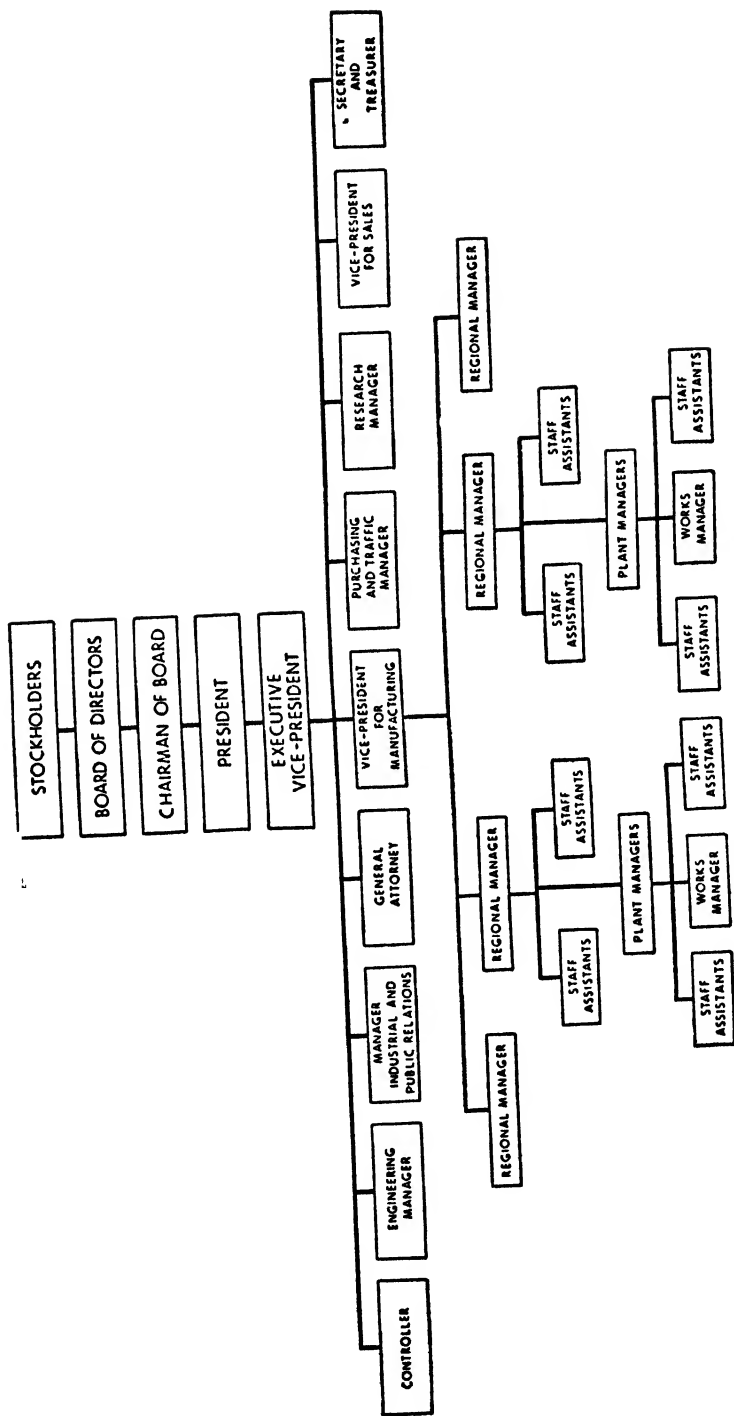 STOCKHOLDERS
BOARD OF DIRECTORS
CHAIRMAN OF BOARD
PRESIDENT
EXECUTIVE
VICE-PRESIDENT
CONTROLLER
ENGINEERING
MANAGER
MANAGER
INDUSTRIAL AND
PUBLIC RELATIONS
GENERAL
ATTORNEY
VICE-PRESIDENT
FOR
MANUFACTURING
PURCHASING
AND TRAFFIC
MANAGER
RESEARCH
MANAGER
VICE-PRESIDENT
FOR SALES
SECRETARY
AND
TREASURER
REGIONAL MANAGER
REGIONAL MANAGER
REGIONAL MANAGER
REGIONAL MANAGER
STAFF
ASSISTANTS
STAFF
ASSISTANTS
STAFF
ASSISTANTS
STAFF
ASSISTANTS
PLANT MANAGERS
PLANT MANAGERS
STAFF
ASSISTANTS
WORKS
MANAGER
STAFF
ASSISTANTS
STAFF
ASSISTANTS
WORKS
MANAGER
STAFF
ASSISTANTS